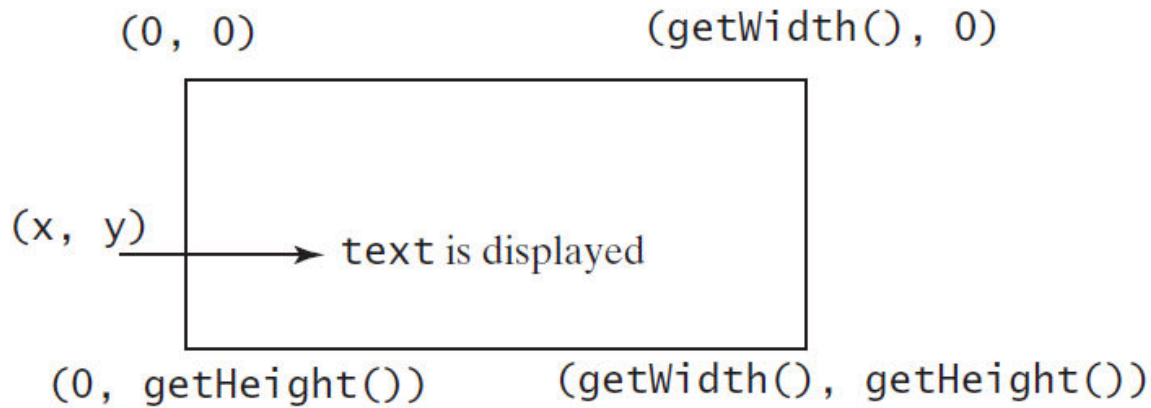 (0, 0)
(getWidth(), 0)
(x, y)
text is displayed
(0, getHeight())
(getWidth(), getHeight())